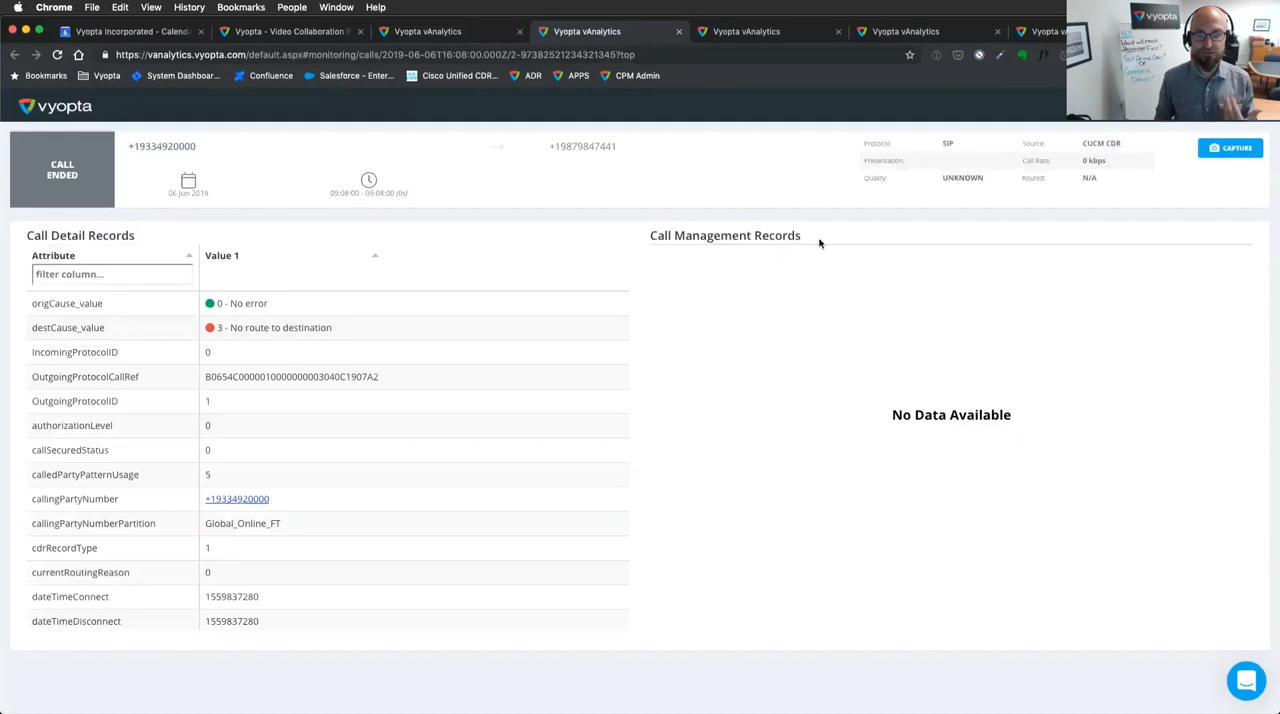 Chrome File Edit View History Bookmarks People Window Help
Vyopta Incorporated - Calenda
Vyopta - Video Collaboration P
Vyopta vAnalytics
Vyopta vAnalytics
Vyopta vAnalytics
Vyopta vAnalytics
Vyopta v
https://vanalytics.vyopta.com/default.aspx#monitoring/calls/2019-06-06T16:08:00.000Z/2-97382521234321345?top
Bookmarks Vyopta System Dashboar... Confluence Salesforce - Enter... Cisco Unified CDR... ADR APPS CPM Admin
vyopta
vyopta
CALL
ENDED
+19334920000
+19879847441
06 Jun 2019
09:08:00 - 09:08:00 (0s)
Protocol: SIP Source: CUCM CDR
Presentation: Call Rate: 0 kbps
Quality: UNKNOWN Routed: N/A
CAPTURE
Call Detail Records
Call Management Records
Attribute Value 1
filter column...
origCause_value 0 - No error
destCause_value 3 - No route to destination
IncomingProtocolID 0
OutgoingProtocolCallRef B0654C0000010000000003040C1907A2
OutgoingProtocolID 1
authorizationLevel 0
callSecuredStatus 0
calledPartyPatternUsage 5
callingPartyNumber +19334920000
callingPartyNumberPartition Global_Online_FT
cdrRecordType 1
currentRoutingReason 0
dateTimeConnect 1559837280
dateTimeDisconnect 1559837280
No Data Available